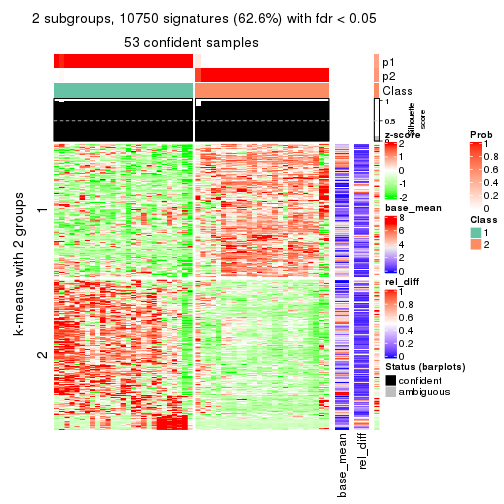 2 subgroups, 10750 signatures (62.6%) with fdr < 0.05
53 confident samples
p1
p2
Class
1
0.5
0
Silhouette
score
k-means with 2 groups
1
2
base_mean
rel_diff
z-score
2
1
0
-1
-2
base_mean
8
6
4
2
0
rel_diff
1
0.8
0.6
0.4
0.2
0
Status (barplots)
confident
ambiguous
Prob
1
0.8
0.6
0.4
0.2
0
Class
1
2